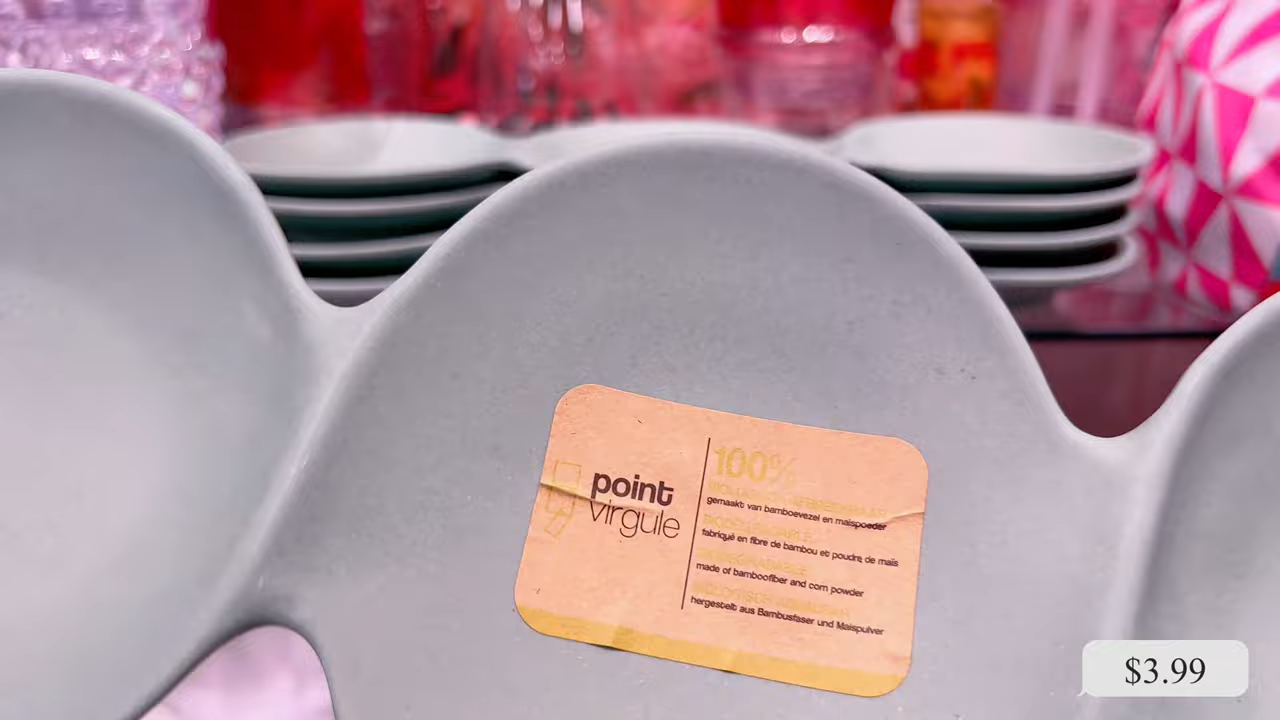 point
virgule
100%
gemaakt van bamboevezel en maïspoeder
fabriqué en fibre de bambou et poudre de maïs
made of bamboofiber and corn powder
hergestellt aus Bambusfaser und Maispulver
$3.99